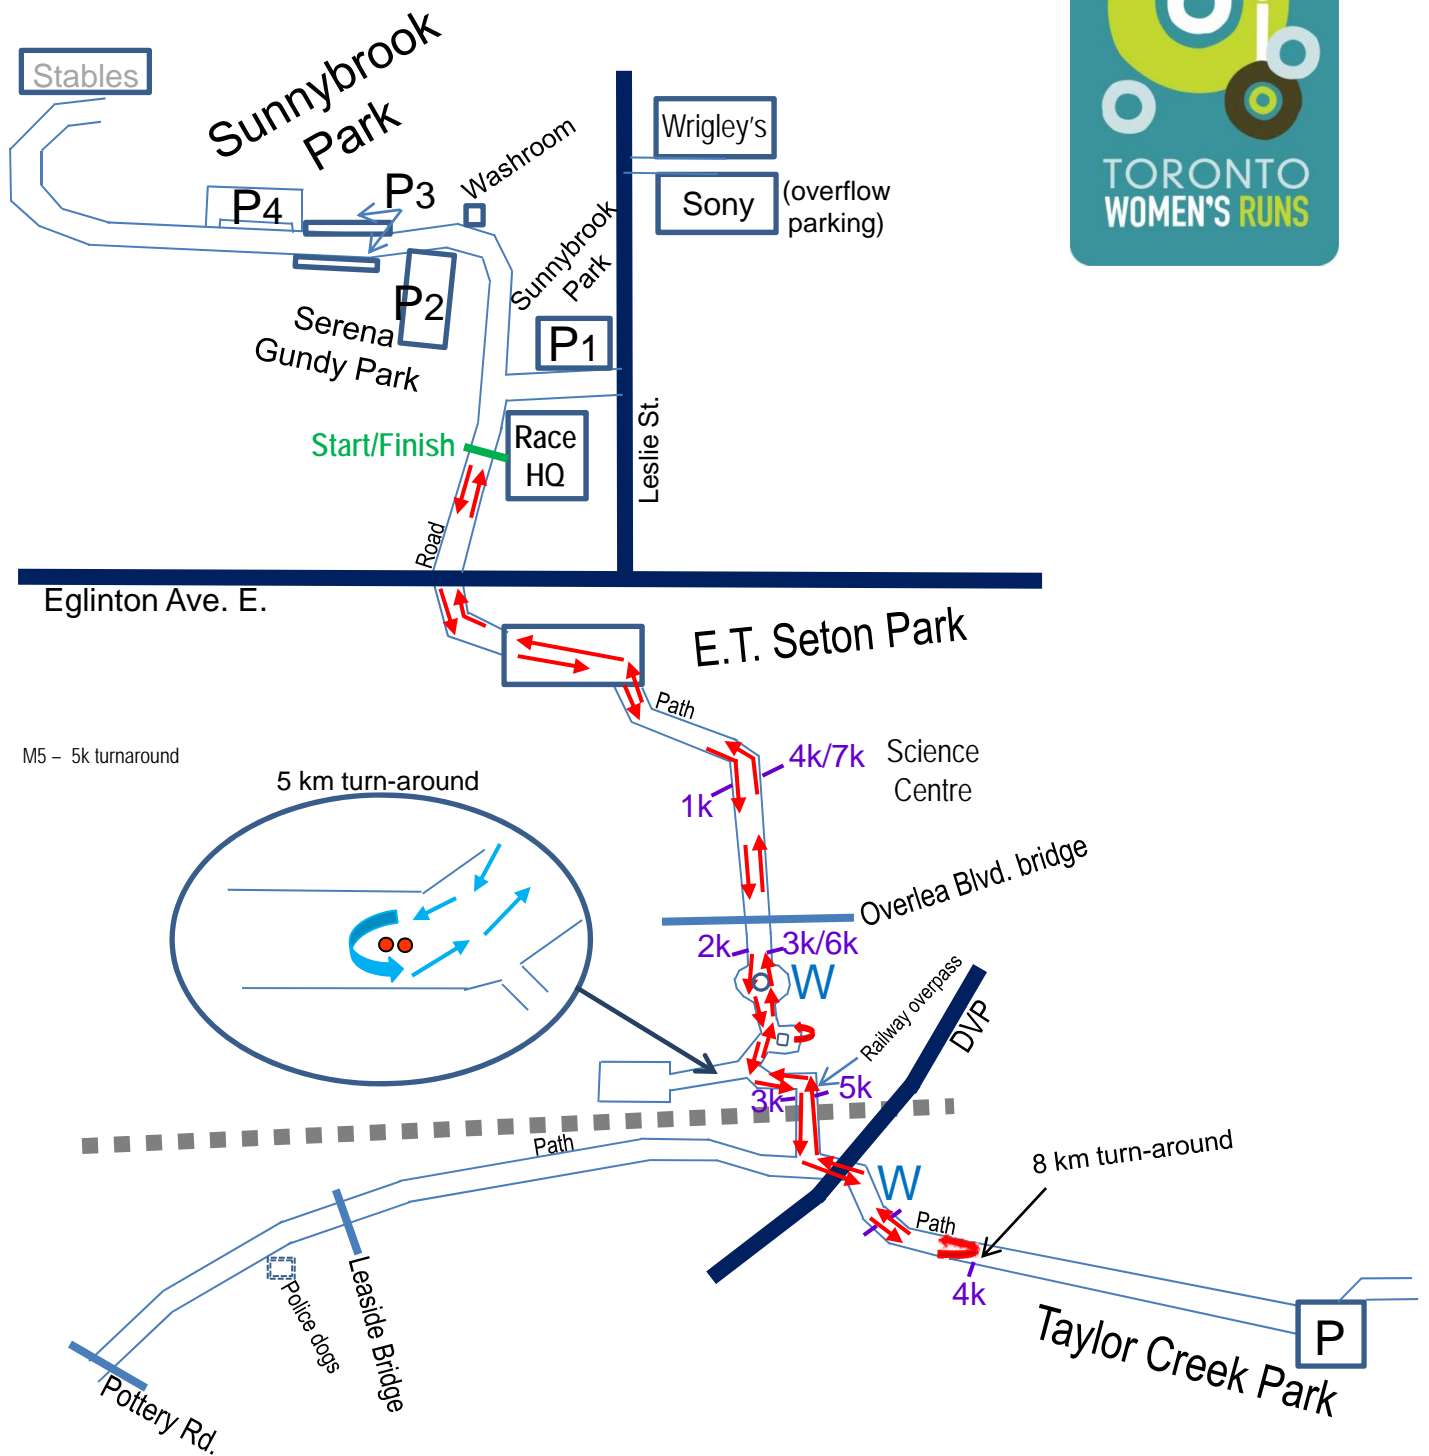 Stables
Sunnybrook
Park
Washroom
P4
P3
P2
Serena
Gundy Park
Sunnybrook
Park
P1
Wrigley's
Sony
(overflow
parking)
TORONTO
WOMEN'S RUNS
Leslie St.
Start/Finish
Race
HQ
Road
Eglinton Ave. E.
E.T. Seton Park
Path
M5 – 5k turnaround
5 km turn-around
4k/7k
1k
Science
Centre
Overlea Blvd. bridge
2k
3k/6k
W
Railway overpass
DVP
3k
5k
Path
W
8 km turn-around
Path
4k
Leaside Bridge
Police dogs
Pottery Rd.
Taylor Creek Park
P